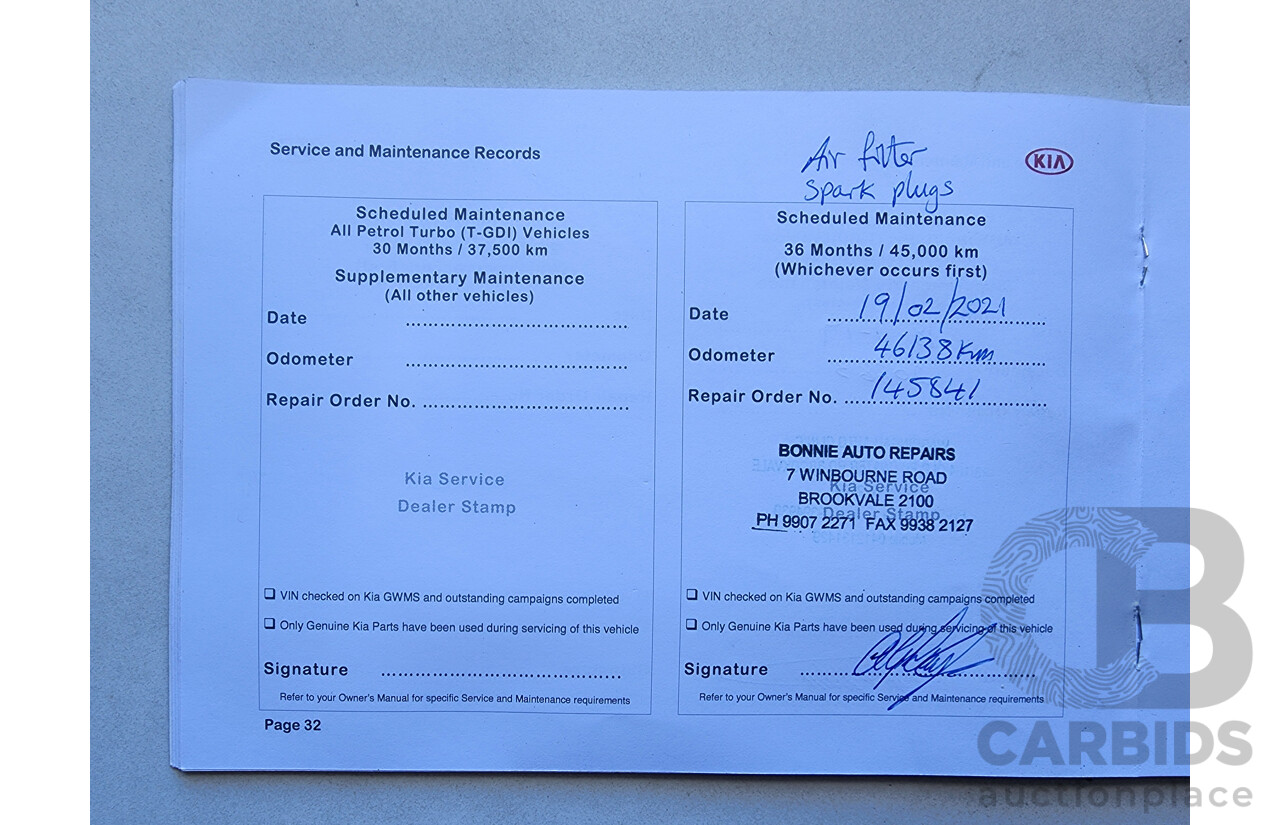 Service and Maintenance Records
Scheduled Maintenance
All Petrol Turbo (T-GDI) Vehicles
30 Months / 37,500 km
Supplementary Maintenance
(All other vehicles)
Date
Odometer
Repair Order No.
Kia Service
Dealer Stamp
❑ VIN checked on Kia GWMS and outstanding campaigns completed
❑ Only Genuine Kia Parts have been used during servicing of this vehicle
Signature
Refer to your Owner's Manual for specific Service and Maintenance requirements
Page 32
Air filter
Spark plugs
KIA
Scheduled Maintenance
36 Months / 45,000 km
(Whichever occurs first)
Date 19/02/2021
Odometer 46138Km
Repair Order No. 145841
BONNIE AUTO REPAIRS
7 WINBOURNE ROAD
Kia Service
BROOKVALE 2100
Dealer Stamp
PH 9907 2271 FAX 9938 2127
❑ VIN checked on Kia GWMS and outstanding campaigns completed
❑ Only Genuine Kia Parts have been used during servicing of this vehicle
Signature
Refer to your Owner's Manual for specific Service and Maintenance requirements
CB
CARBIDS
auctionplace